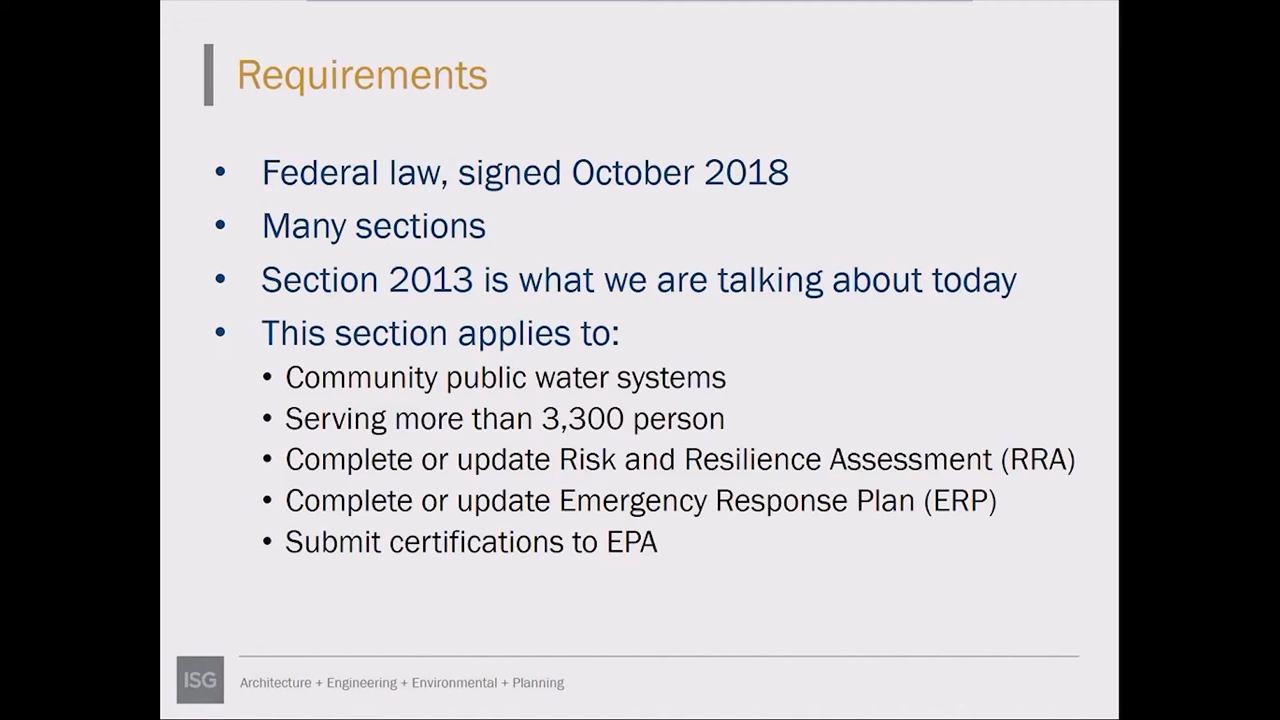 Requirements
• Federal law, signed October 2018
• Many sections
• Section 2013 is what we are talking about today
• This section applies to:
• Community public water systems
• Serving more than 3,300 person
• Complete or update Risk and Resilience Assessment (RRA)
• Complete or update Emergency Response Plan (ERP)
• Submit certifications to EPA
ISG
Architecture + Engineering + Environmental + Planning